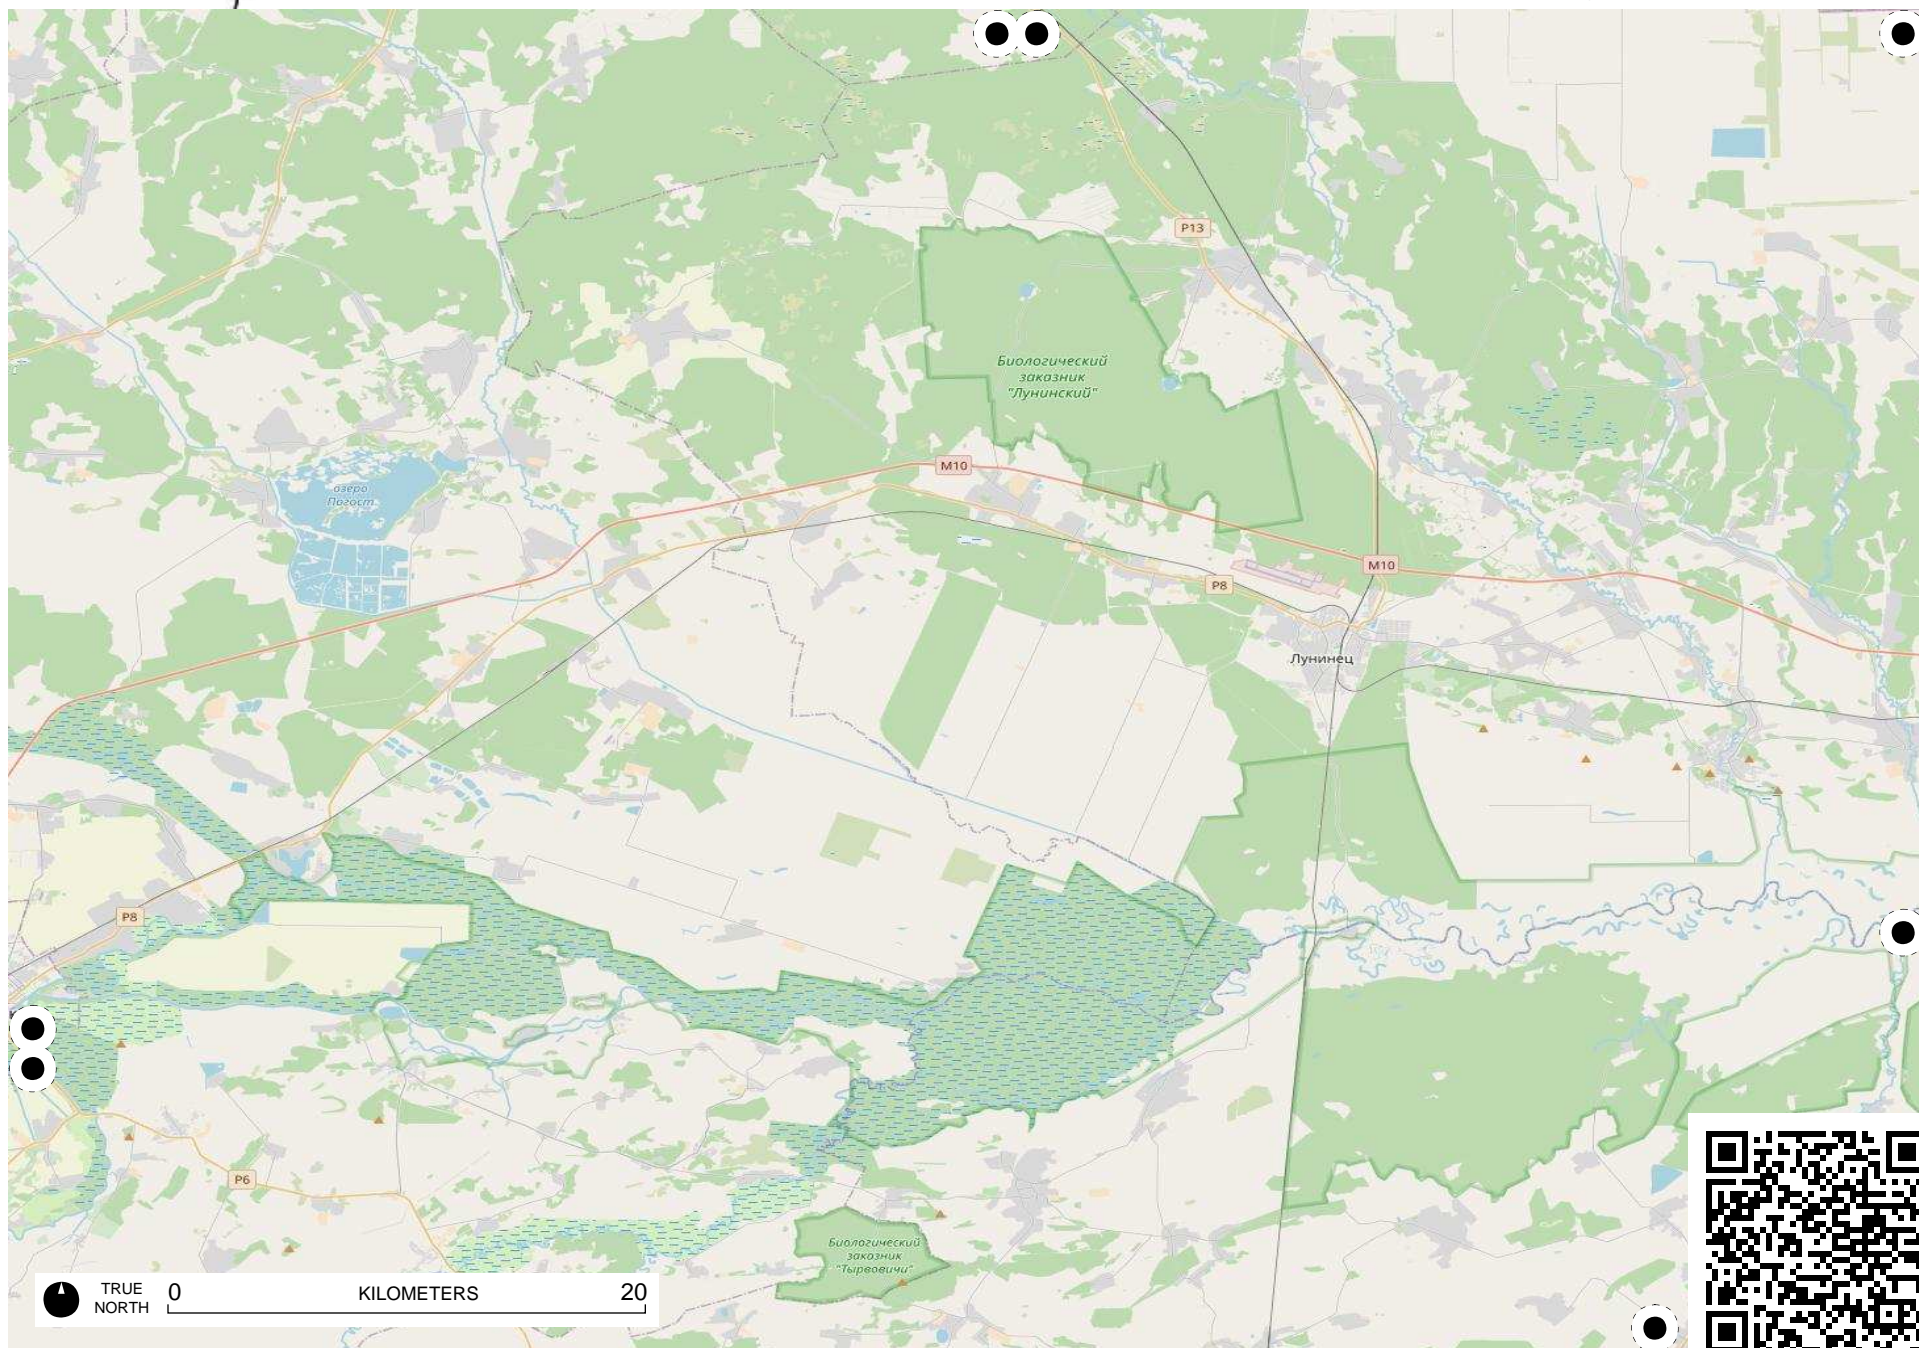 P13
Биологический
заказник
"Лунинский"
M10
озеро
Погост
M10
P8
Лунинец
P8
P6
Биологический
заказник
"Тырвовичи"
TRUE
NORTH
0
KILOMETERS
20